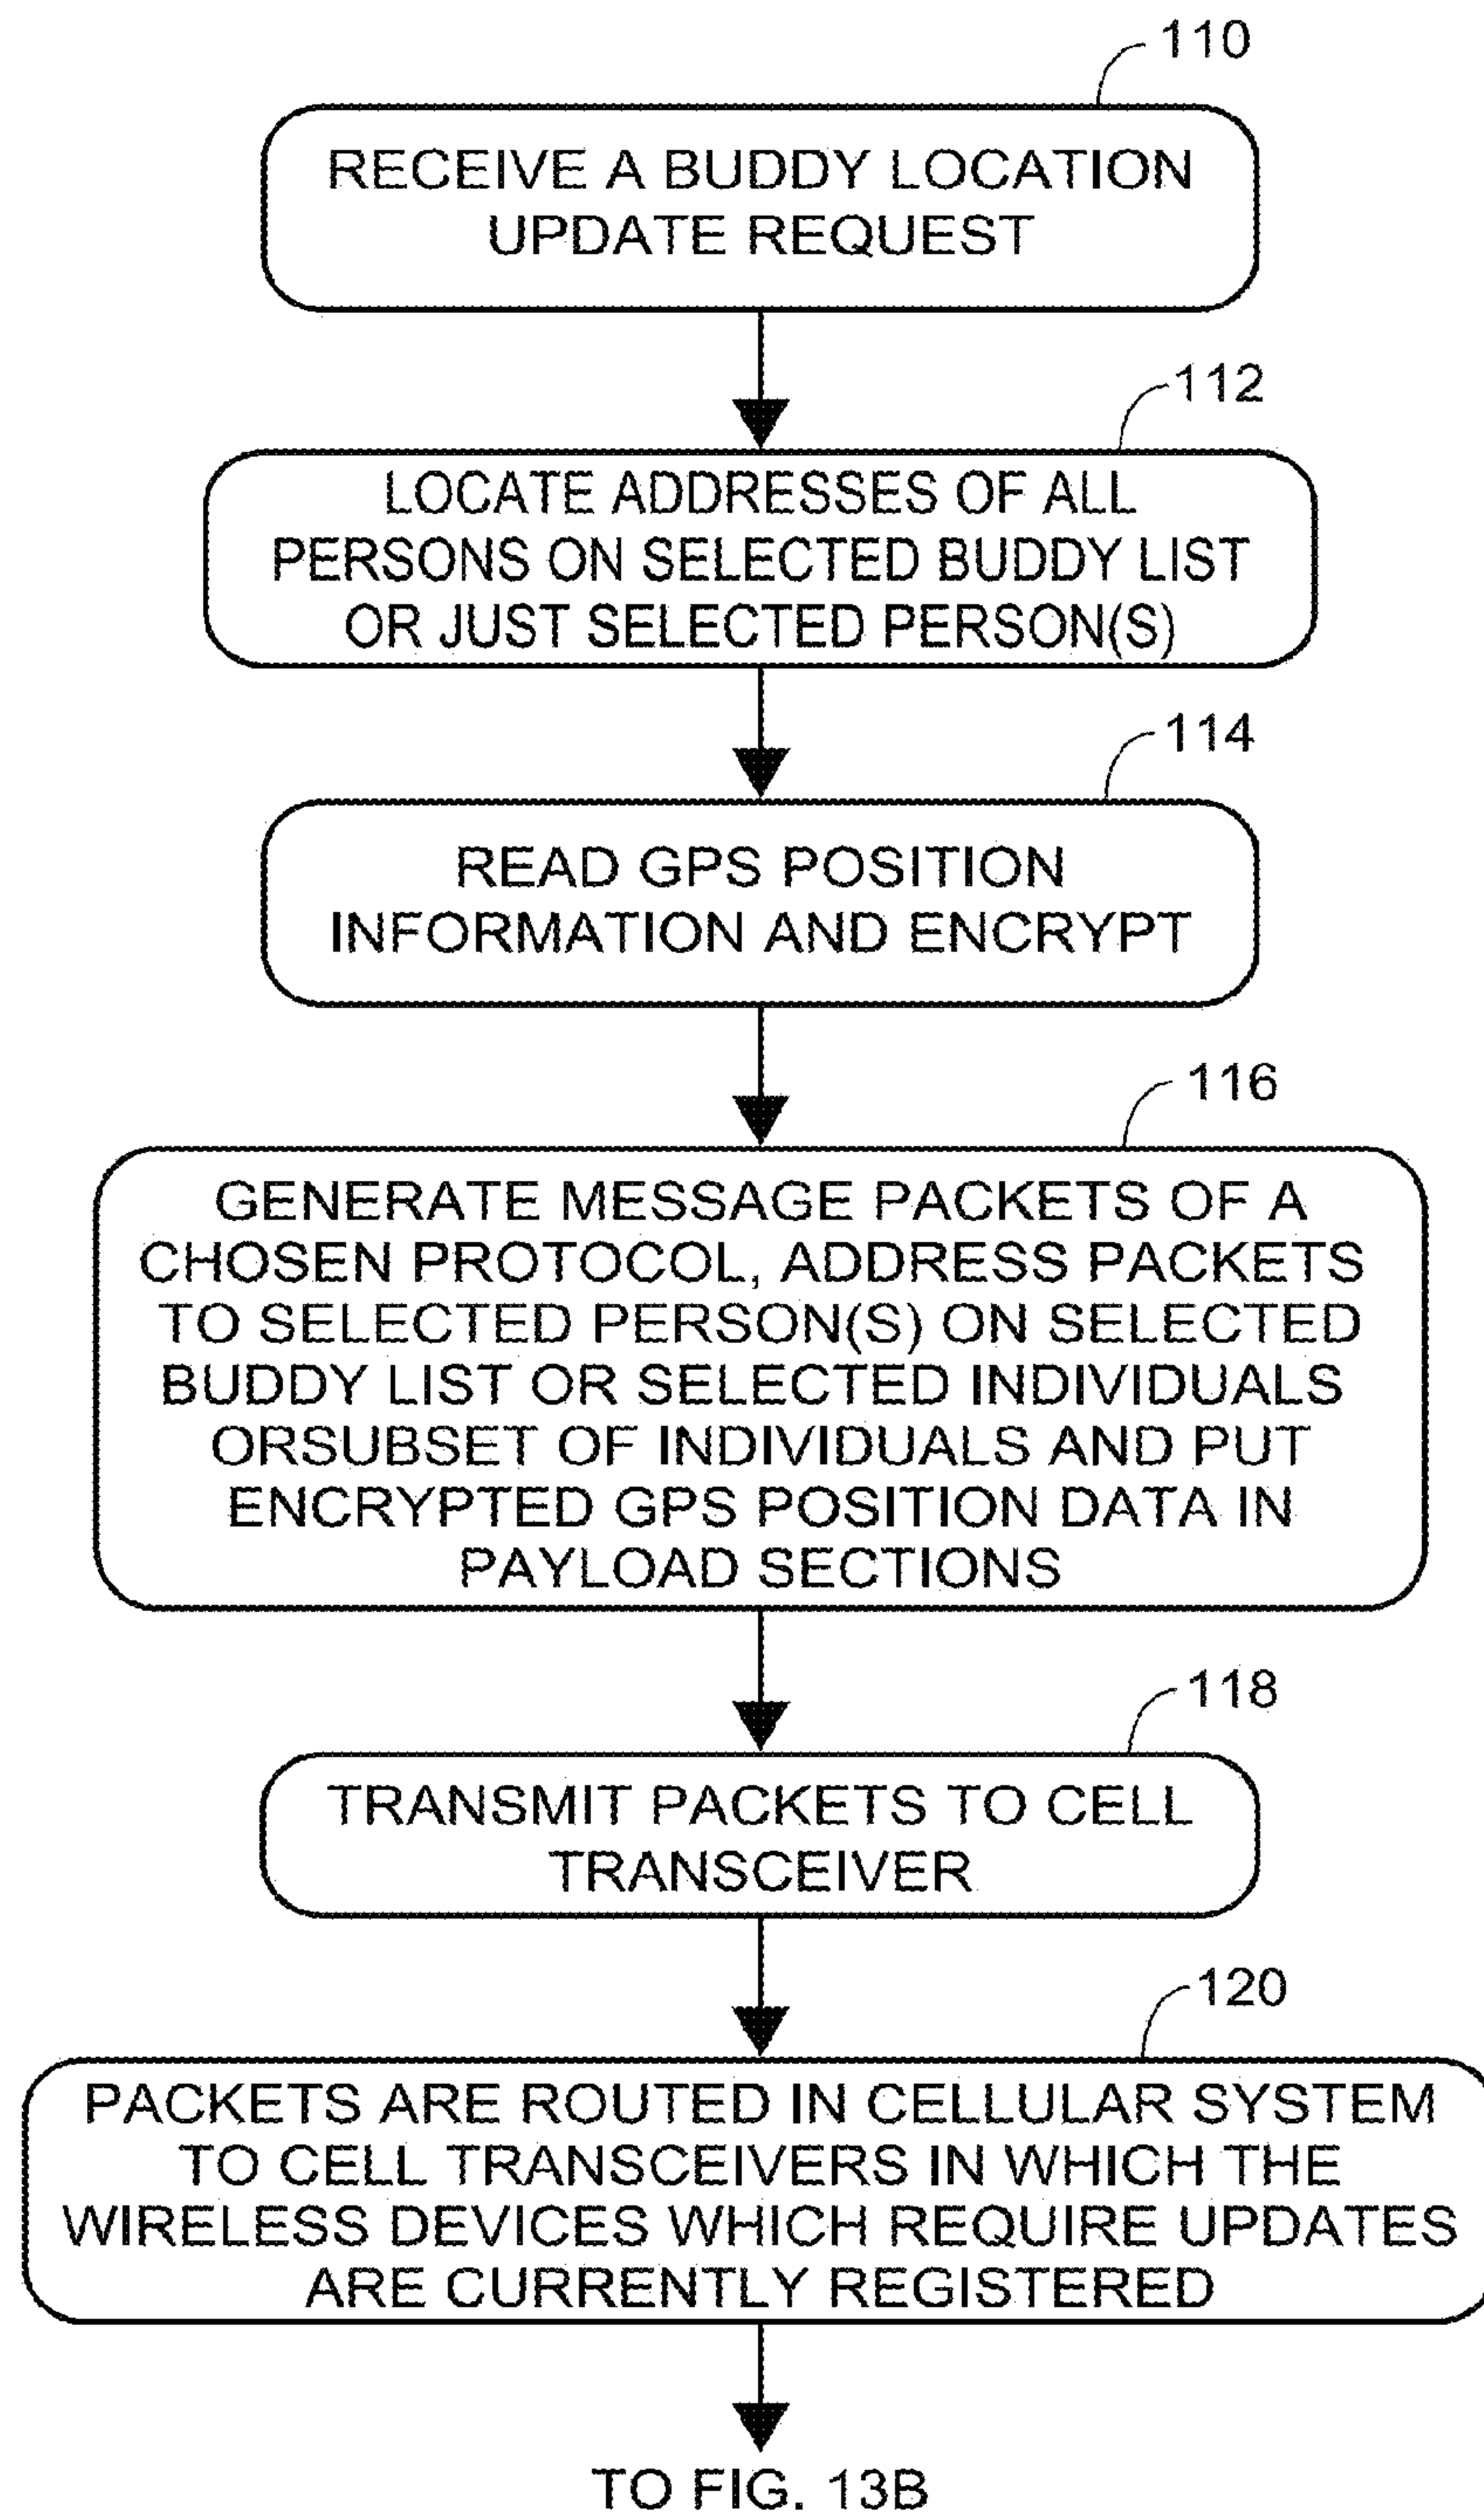 110
RECEIVE A BUDDY LOCATION
UPDATE REQUEST
112
LOCATE ADDRESSES OF ALL
PERSONS ON SELECTED BUDDY LIST
OR JUST SELECTED PERSON(S)
114
READ GPS POSITION
INFORMATION AND ENCRYPT
116
GENERATE MESSAGE PACKETS OF A
CHOSEN PROTOCOL, ADDRESS PACKETS
TO SELECTED PERSON(S) ON SELECTED
BUDDY LIST OR SELECTED INDIVIDUALS
ORSUBSET OF INDIVIDUALS AND PUT
ENCRYPTED GPS POSITION DATA IN
PAYLOAD SECTIONS
118
TRANSMIT PACKETS TO CELL
TRANSCEIVER
120
PACKETS ARE ROUTED IN CELLULAR SYSTEM
TO CELL TRANSCEIVERS IN WHICH THE
WIRELESS DEVICES WHICH REQUIRE UPDATES
ARE CURRENTLY REGISTERED
TO FIG. 13B